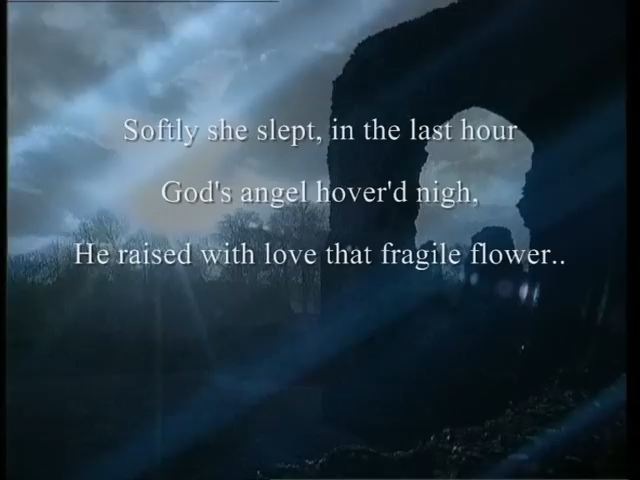 Softly she slept, in the last hour
God's angel hover'd nigh,
He raised with love that fragile flower..